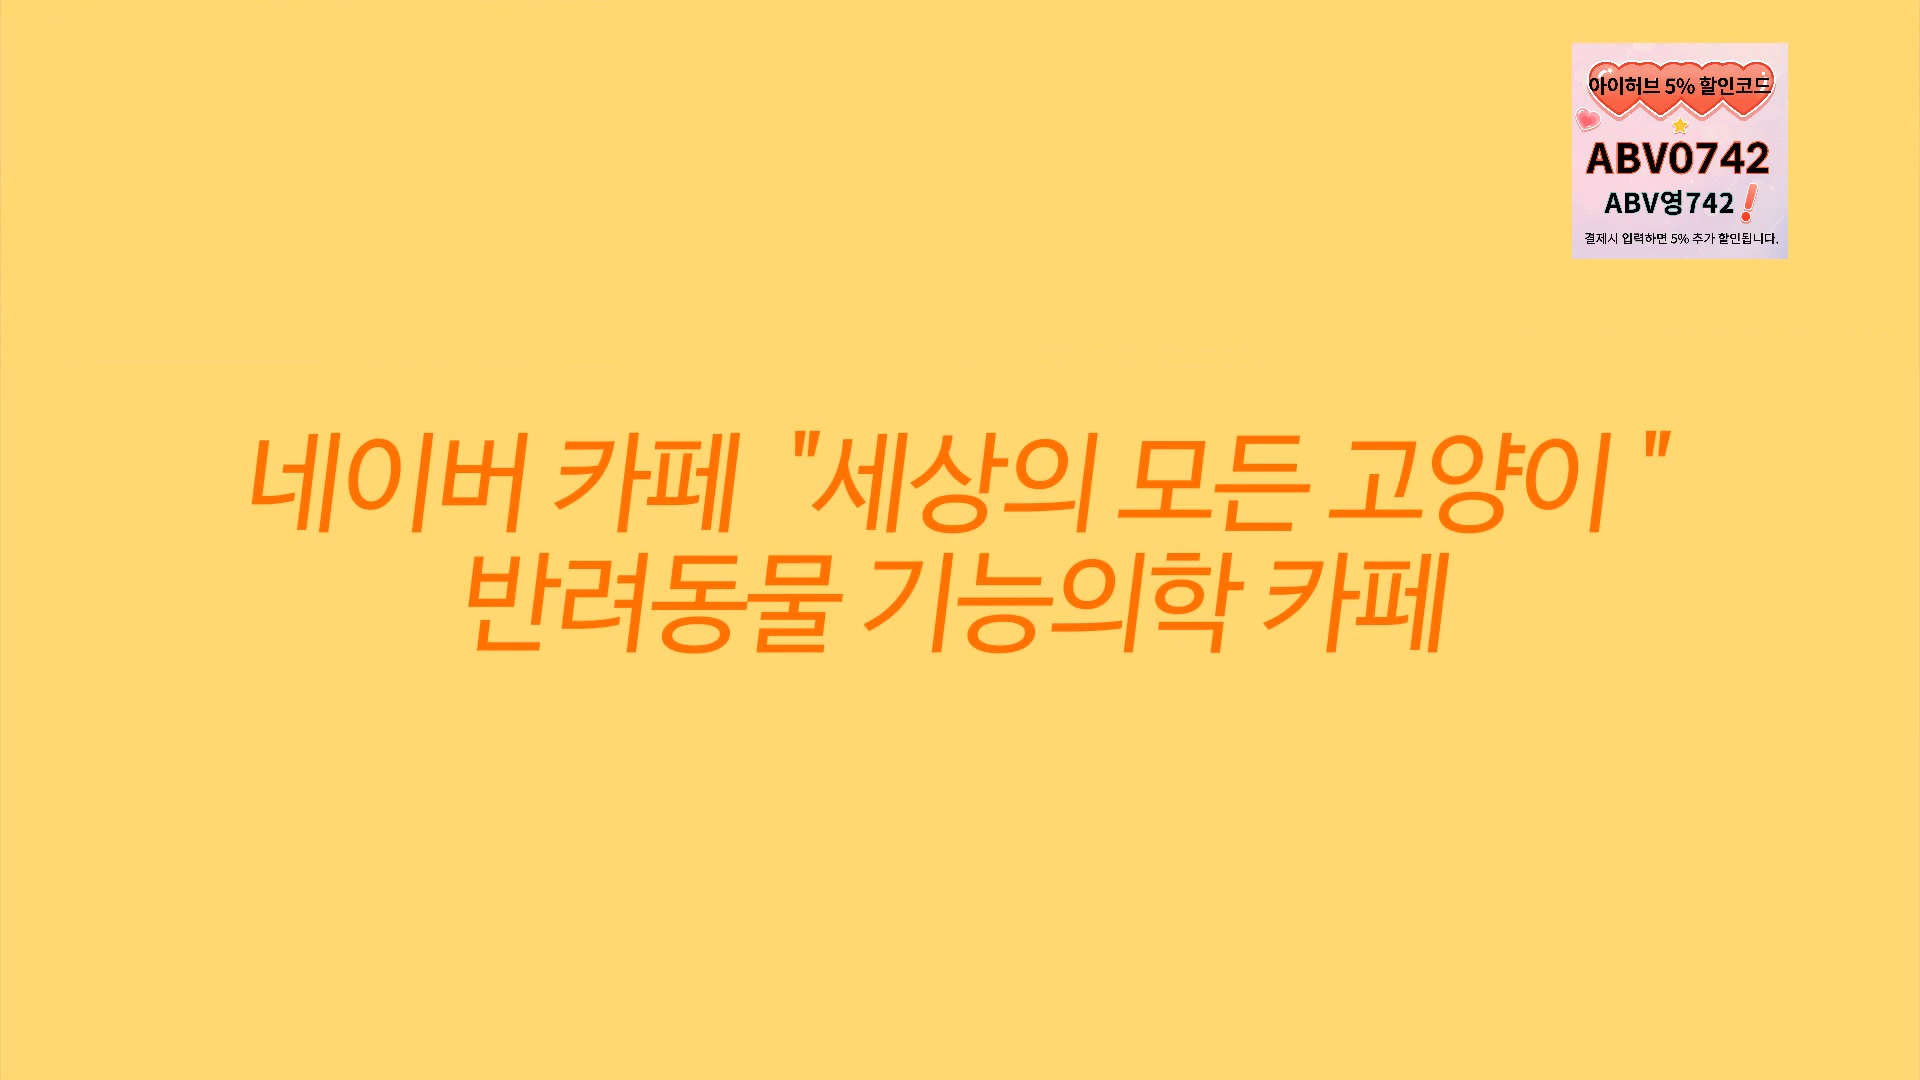 아이허브 5% 할인코드
ABV0742
ABV영742❗
결제시 입력하면 5% 추가 할인됩니다.
네이버 카페 "세상의 모든 고양이 "
반려동물 기능의학 카페